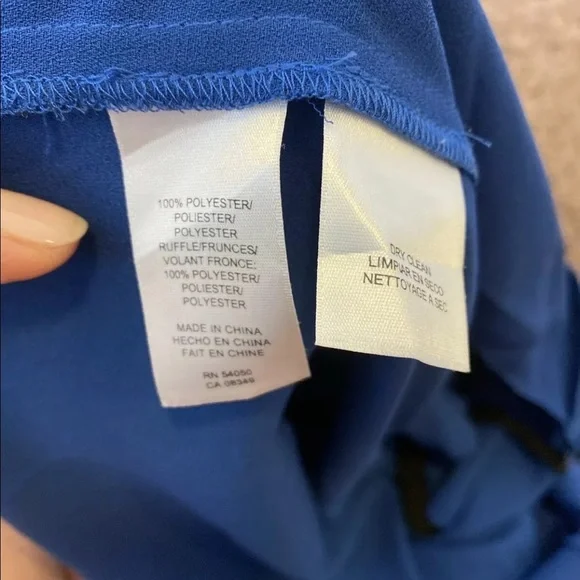 100% POLYESTER/
POLIESTER/
POLYESTER
RUFFLE/FRUNCES/
VOLANT FRONCE:
100% POLYESTER/
POLIESTER/
POLYESTER
MADE IN CHINA
HECHO EN CHINA
FAIT EN CHINE
RN 54050
CA 08349
DRY CLEAN
LIMPIAR EN SECO
NETTOYAGE A SEC